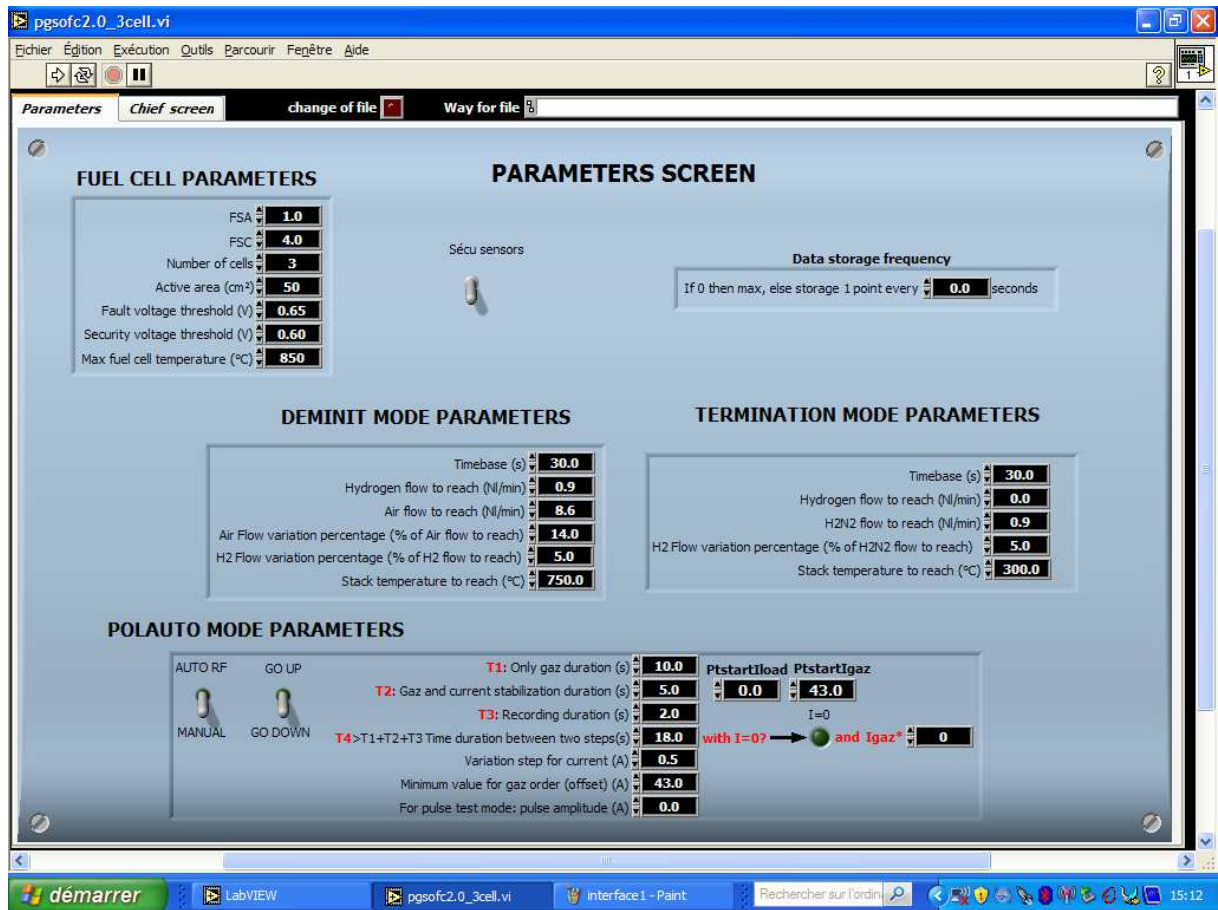 pgsofc2.0_3cell.vi
Fichier Édition Exécution Outils Parcourir Fenêtre Aide
Parameters Chief screen change of file Way for file
PARAMETERS SCREEN
FUEL CELL PARAMETERS
FSA 1.0
FSC 4.0
Number of cells 3
Active area (cm²) 50
Fault voltage threshold (V) 0.65
Security voltage threshold (V) 0.60
Max fuel cell temperature (°C) 850
Sécu sensors
Data storage frequency
If 0 then max, else storage 1 point every 0.0 seconds
DEMINIT MODE PARAMETERS
Timebase (s) 30.0
Hydrogen flow to reach (Nl/min) 0.9
Air flow to reach (Nl/min) 8.6
Air Flow variation percentage (% of Air flow to reach) 14.0
H2 Flow variation percentage (% of H2 flow to reach) 5.0
Stack temperature to reach (°C) 750.0
TERMINATION MODE PARAMETERS
Timebase (s) 30.0
Hydrogen flow to reach (Nl/min) 0.0
H2N2 flow to reach (Nl/min) 0.9
H2 Flow variation percentage (% of H2N2 flow to reach) 5.0
Stack temperature to reach (°C) 300.0
POLAUTO MODE PARAMETERS
AUTO RF GO UP
MANUAL GO DOWN
T1: Only gaz duration (s) 10.0
T2: Gaz and current stabilization duration (s) 5.0
T3: Recording duration (s) 2.0
T4>T1+T2+T3 Time duration between two steps(s) 18.0
Variation step for current (A) 0.5
Minimum value for gaz order (offset) (A) 43.0
For pulse test mode: pulse amplitude (A) 0.0
PtstartIload PtstartIgaz
0.0 43.0
I=0
with I=0? and Igaz* 0
démarrer LabVIEW pgsofc2.0_3cell.vi interface1 - Paint Rechercher sur l'ordin 15:12